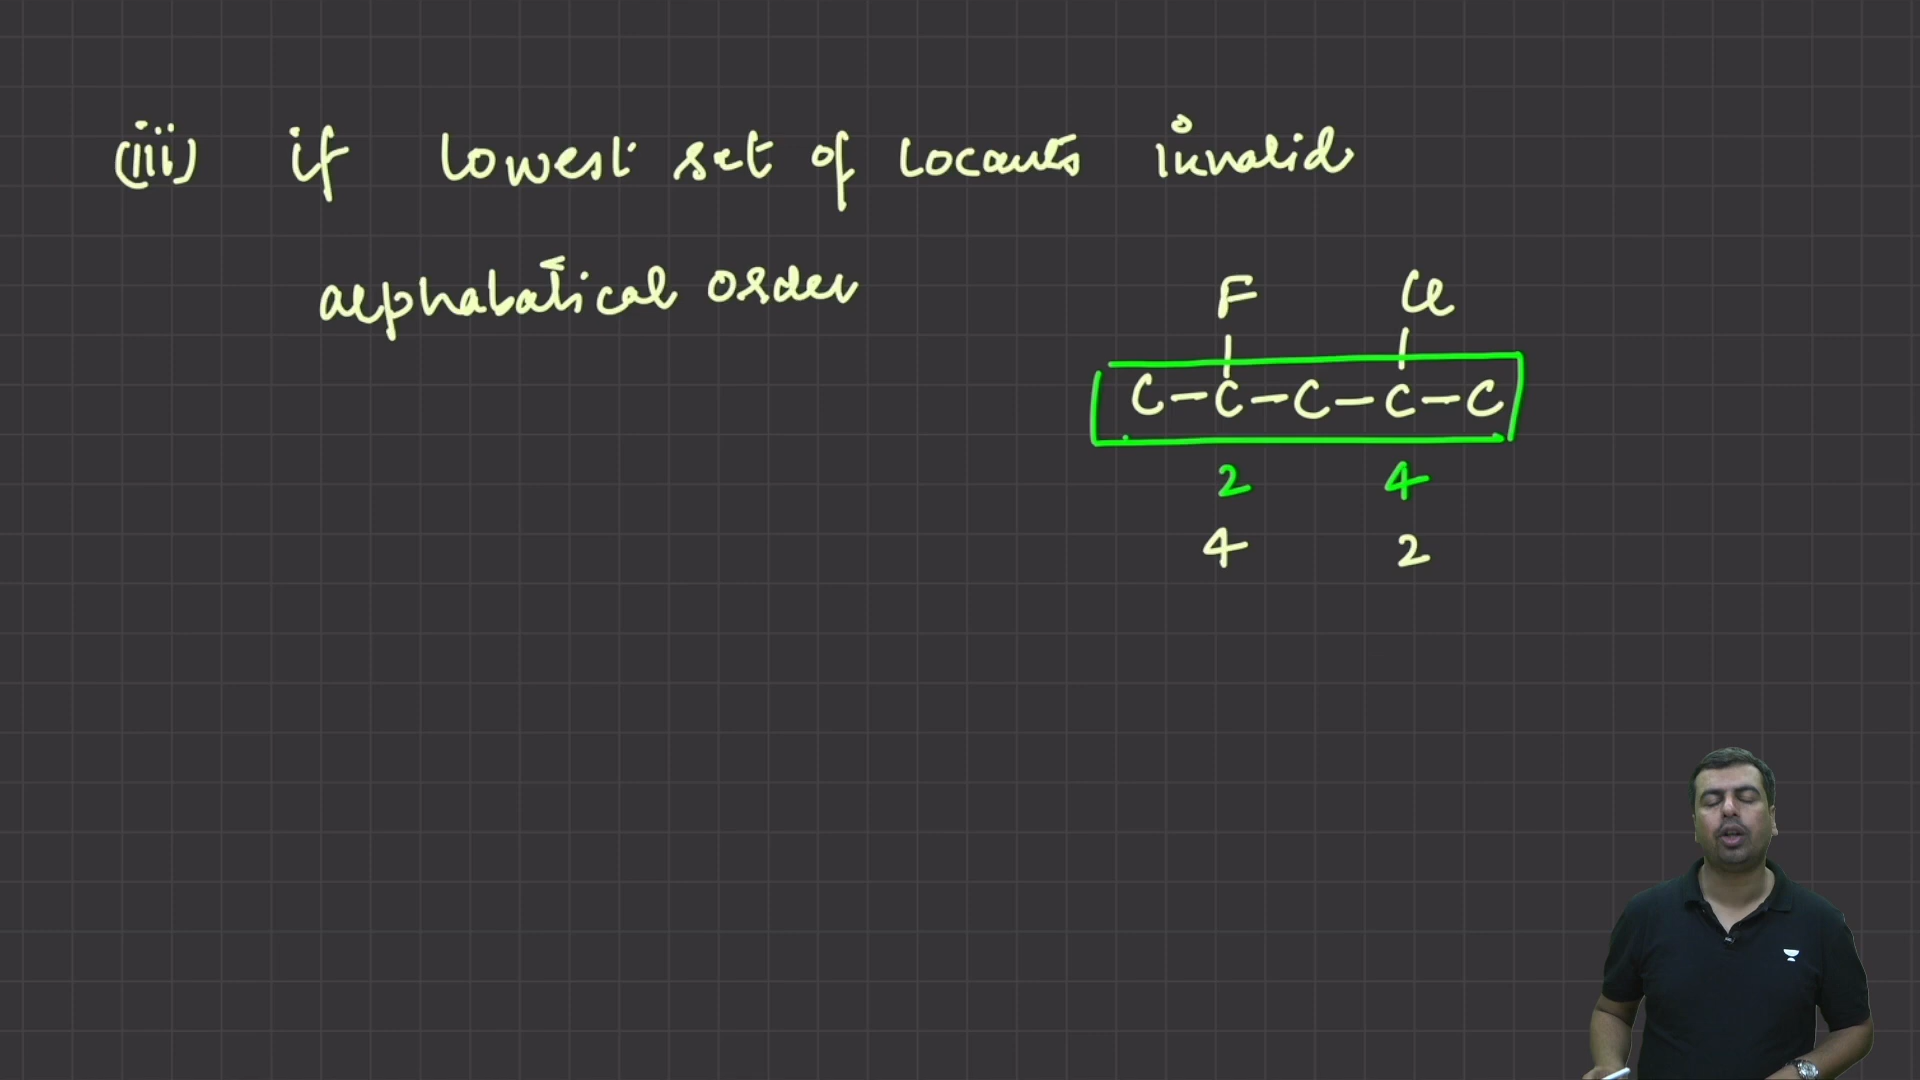 (iii) if lowest set of locants invalid
alphabatical order
F Cl
C-C-C-C-C
2 4
4 2